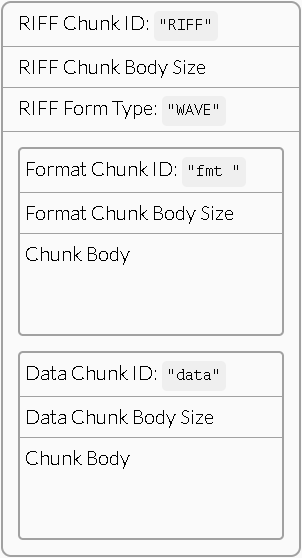 RIFF Chunk ID: "RIFF"
RIFF Chunk Body Size
RIFF Form Type: "WAVE"
Format Chunk ID: "fmt "
Format Chunk Body Size
Chunk Body
Data Chunk ID: "data"
Data Chunk Body Size
Chunk Body